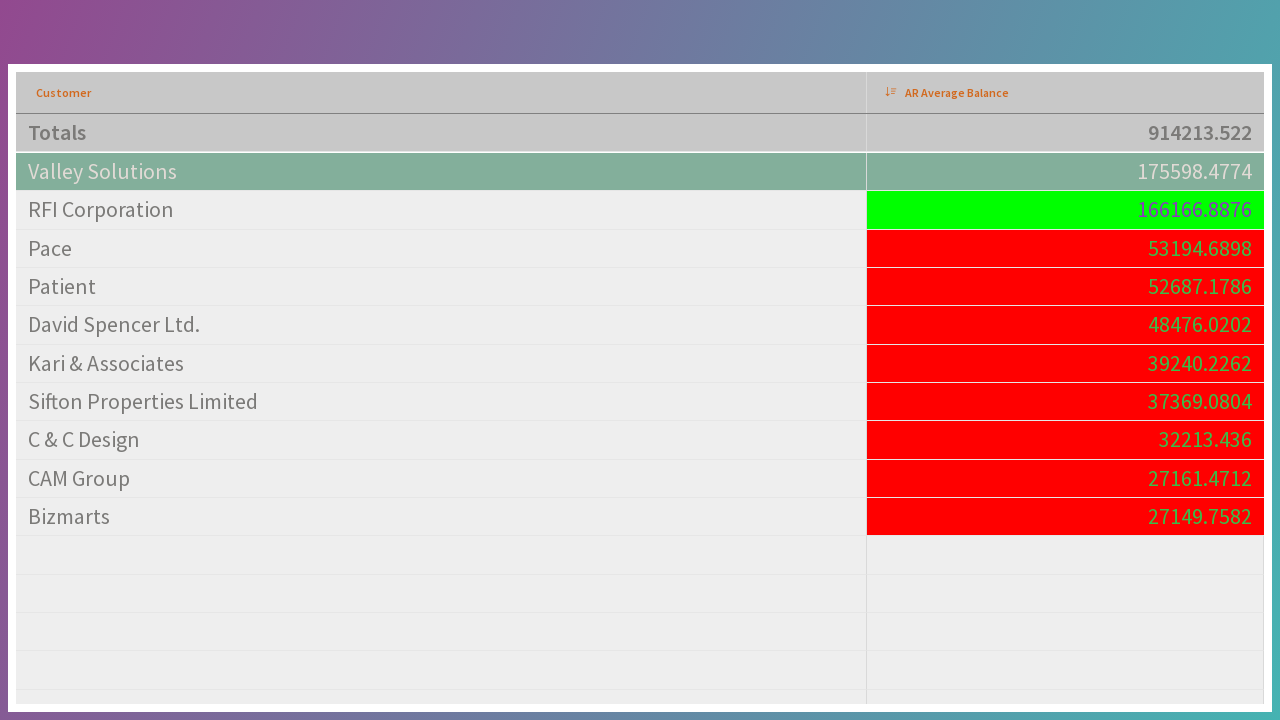 Customer AR Average Balance
Totals 914213.522
Valley Solutions 175598.4774
RFI Corporation 166166.8876
Pace 53194.6898
Patient 52687.1786
David Spencer Ltd. 48476.0202
Kari & Associates 39240.2262
Sifton Properties Limited 37369.0804
C & C Design 32213.436
CAM Group 27161.4712
Bizmarts 27149.7582